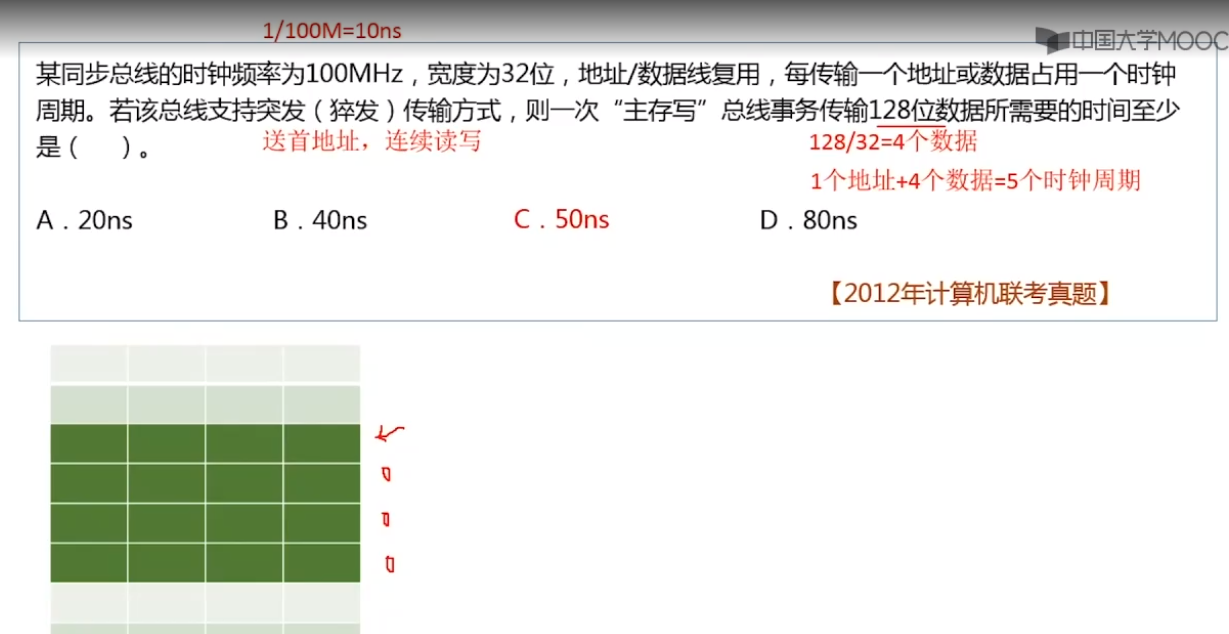 1/100M=10ns
中国大学MOOC
某同步总线的时钟频率为100MHz，宽度为32位，地址/数据线复用，每传输一个地址或数据占用一个时钟
周期。若该总线支持突发（猝发）传输方式，则一次“主存写”总线事务传输128位数据所需要的时间至少
是（　　）。
送首地址，连续读写
128/32=4个数据
1个地址+4个数据=5个时钟周期
A．20ns B．40ns C．50ns D．80ns
【2012年计算机联考真题】